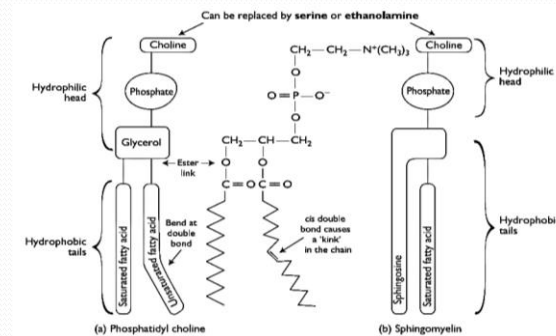 Can be replaced by serine or ethanolamine
Choline
CH₂—CH₂—N⁺(CH₃)₃
Choline
Hydrophilic
head
Phosphate
O
O=P—O⁻
O
Phosphate
Hydrophilic
head
Glycerol
CH₂—CH—CH₂
Ester
link
O
O
C=O
C=O
Hydrophobic
tails
Saturated fatty acid
Unsaturated fatty acid
Bend at
double
bond
cis double
bond causes
a 'kink'
in the chain
Sphingosine
Saturated fatty acid
Hydrophobi
tails
(a) Phosphatidyl choline
(b) Sphingomyelin